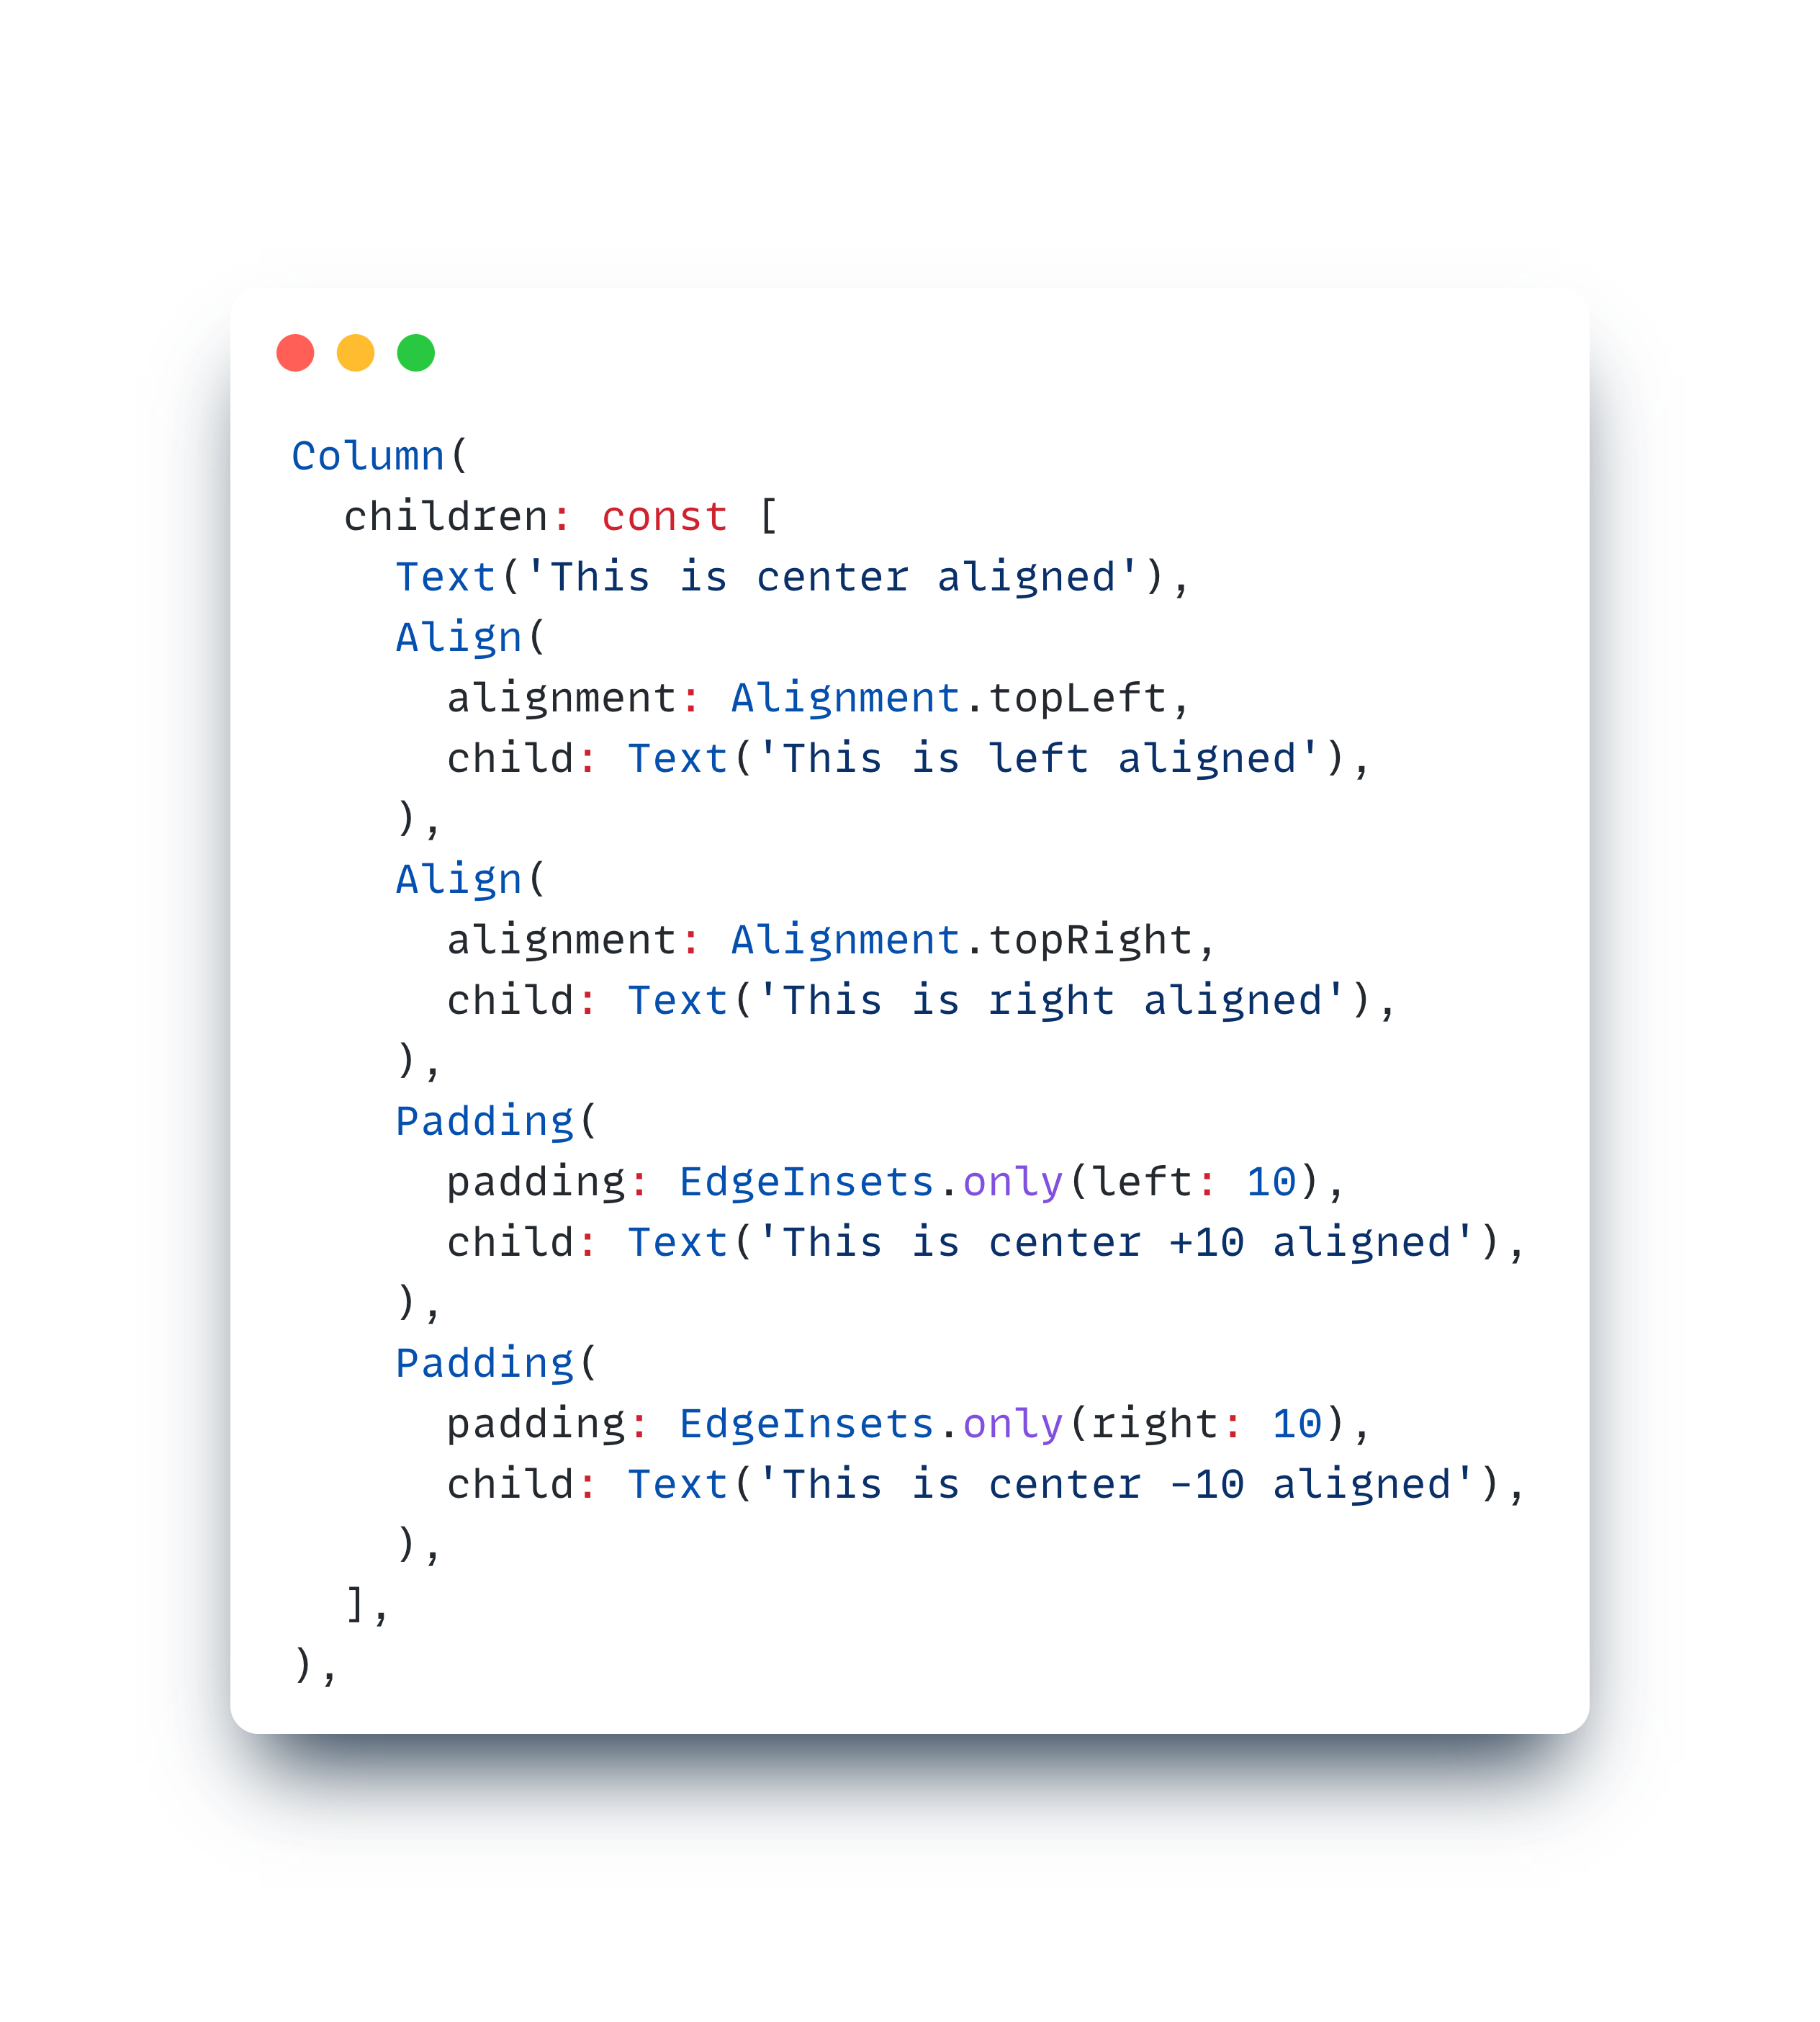 Column(
  children: const [
    Text('This is center aligned'),
    Align(
      alignment: Alignment.topLeft,
      child: Text('This is left aligned'),
    ),
    Align(
      alignment: Alignment.topRight,
      child: Text('This is right aligned'),
    ),
    Padding(
      padding: EdgeInsets.only(left: 10),
      child: Text('This is center +10 aligned'),
    ),
    Padding(
      padding: EdgeInsets.only(right: 10),
      child: Text('This is center -10 aligned'),
    ),
  ],
),